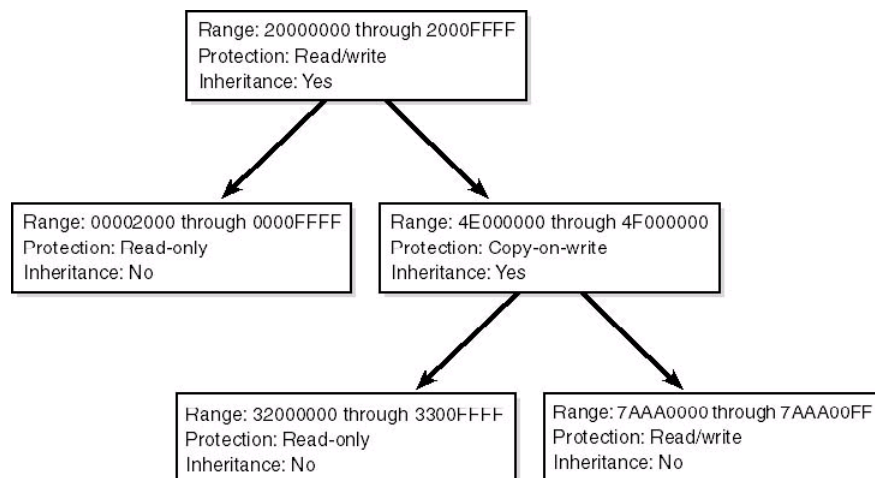 Range: 20000000 through 2000FFFF
Protection: Read/write
Inheritance: Yes
Range: 00002000 through 0000FFFF
Protection: Read-only
Inheritance: No
Range: 4E000000 through 4F000000
Protection: Copy-on-write
Inheritance: Yes
Range: 32000000 through 3300FFFF
Protection: Read-only
Inheritance: No
Range: 7AAA0000 through 7AAA00FF
Protection: Read/write
Inheritance: No